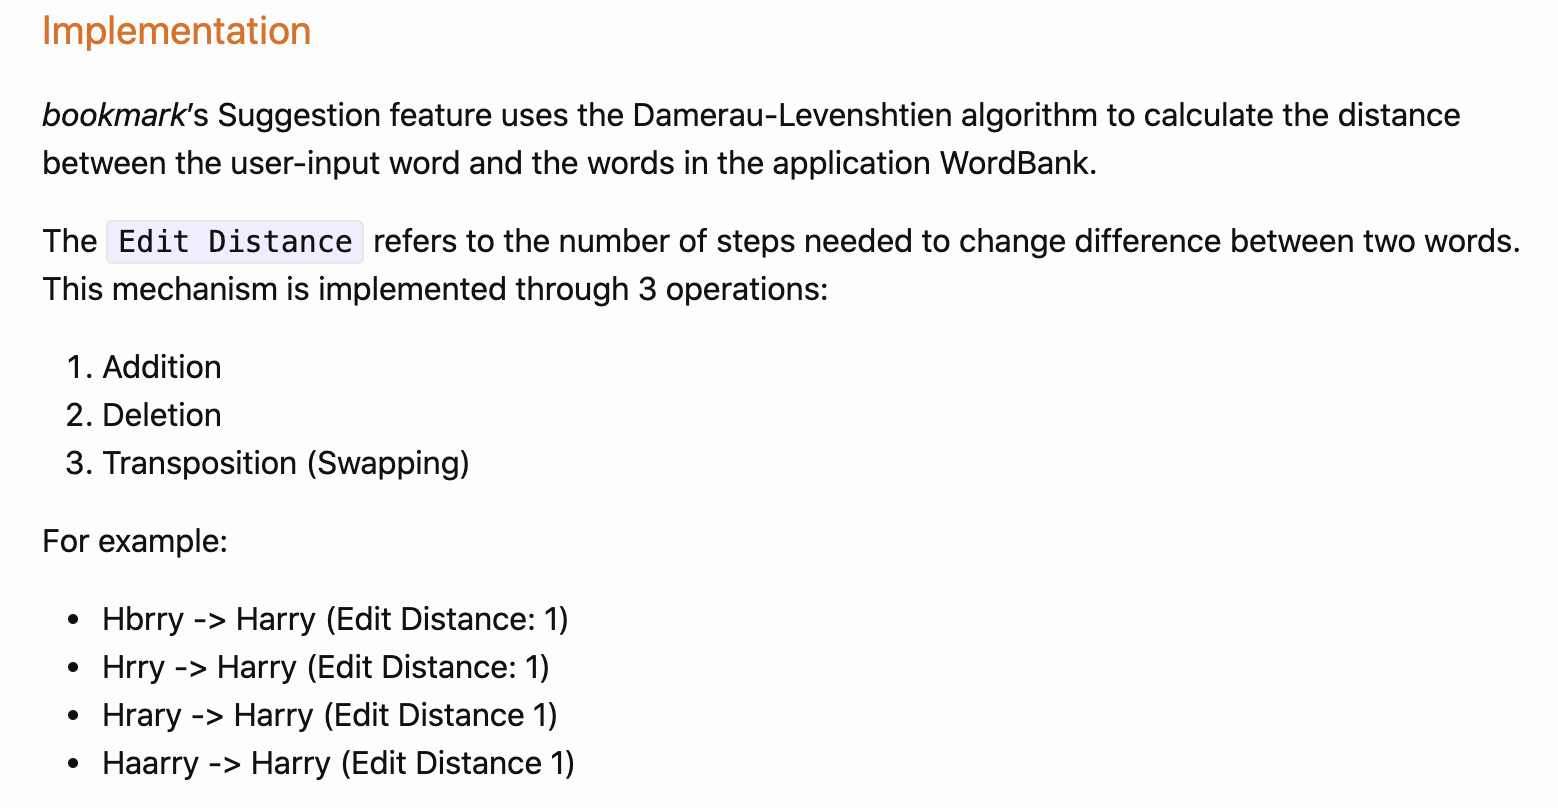 Implementation
bookmark's Suggestion feature uses the Damerau-Levenshtien algorithm to calculate the distance
between the user-input word and the words in the application WordBank.
The Edit Distance refers to the number of steps needed to change difference between two words.
This mechanism is implemented through 3 operations:
1. Addition
2. Deletion
3. Transposition (Swapping)
For example:
• Hbrry -> Harry (Edit Distance: 1)
• Hrry -> Harry (Edit Distance: 1)
• Hrary -> Harry (Edit Distance 1)
• Haarry -> Harry (Edit Distance 1)